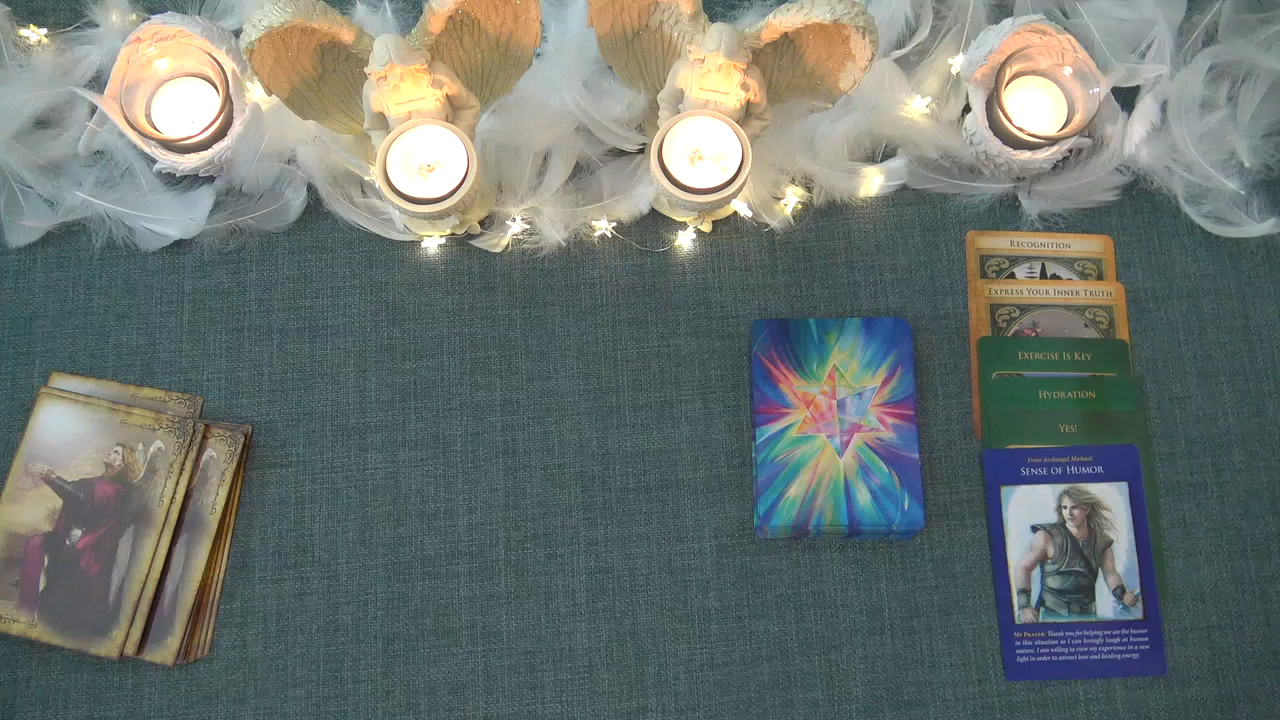 RECOGNITION
EXPRESS YOUR INNER TRUTH
EXERCISE IS KEY
HYDRATION
YES!
From Archangel Michael
SENSE OF HUMOR
MY PRAYER: Thank you for helping me see the humor
in this situation so I can lovingly laugh at human
nature. I am willing to view my experience in a new
light in order to attract love and healing energy.